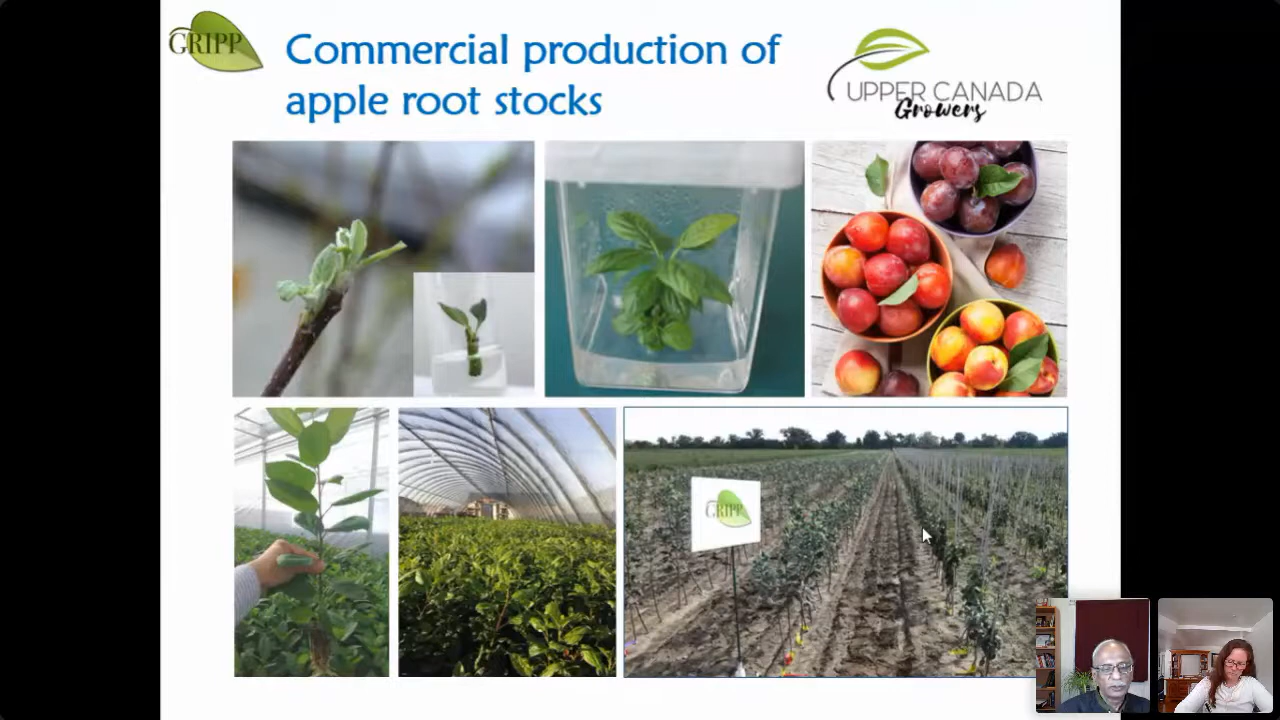 GRIPP
Commercial production of
apple root stocks
UPPER CANADA
Growers
GRIPP